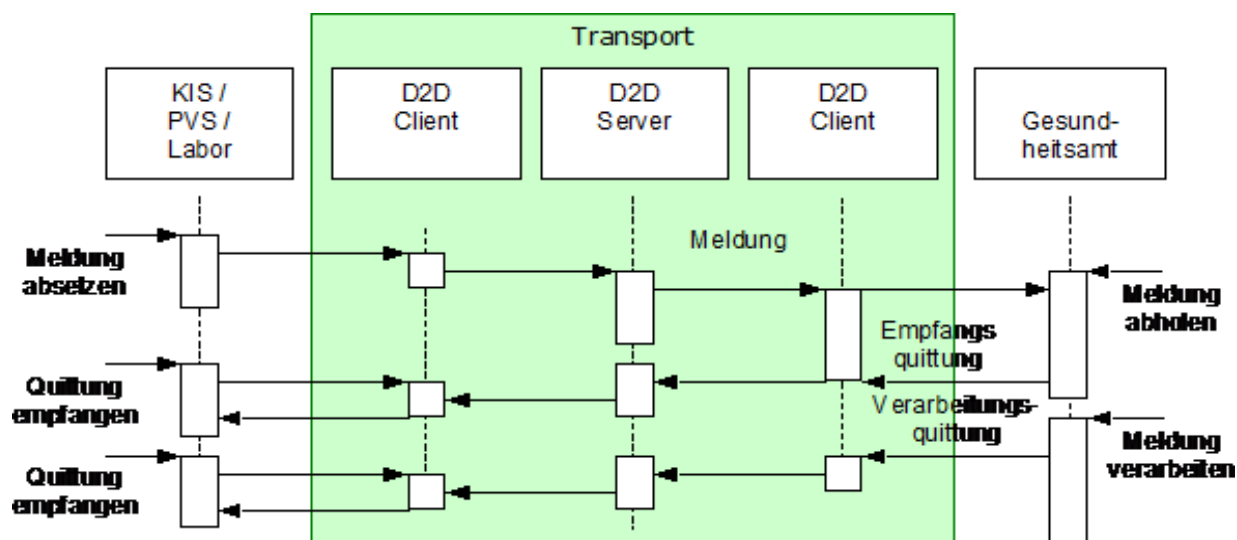 Transport
KIS /
PVS /
Labor
D2D
Client
D2D
Server
D2D
Client
Gesund-
heitsamt
Meldung
absetzen
Meldung
Meldung
abholen
Empfangs
quittung
Quittung
empfangen
Verarbeitungs-
quittung
Meldung
verarbeiten
Quittung
empfangen